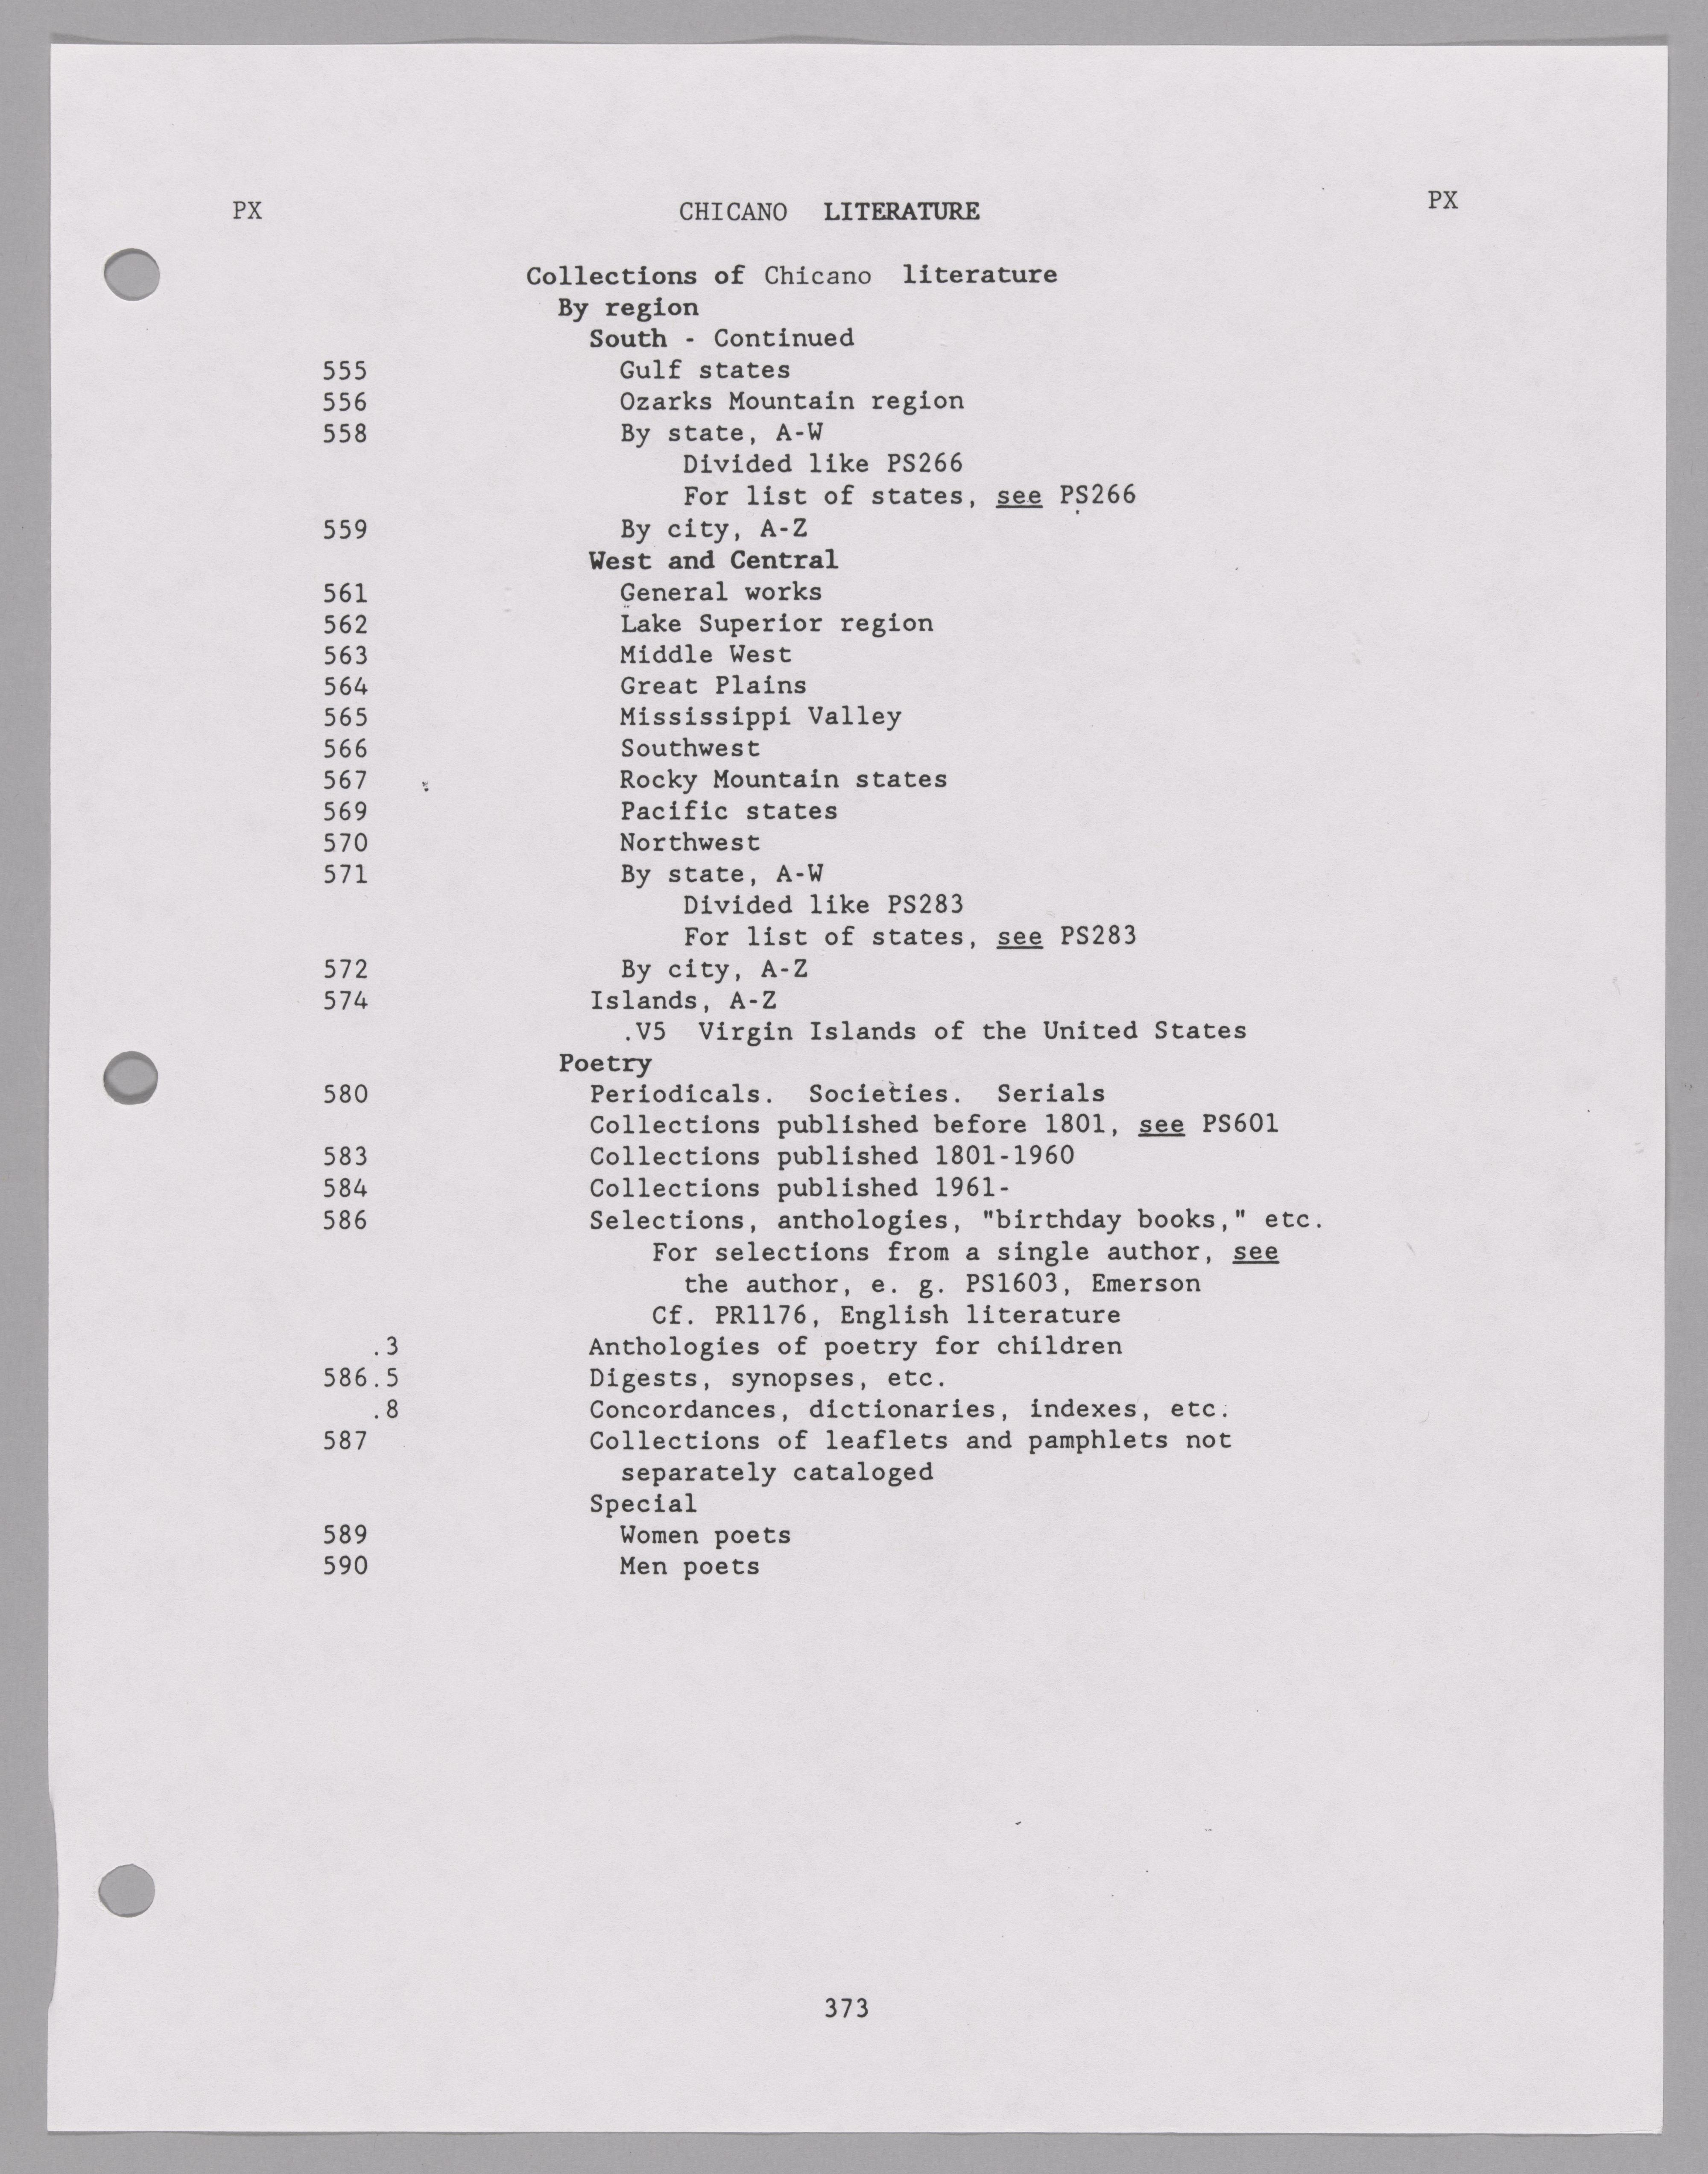 PX CHICANO LITERATURE PX
Collections of Chicano literature
By region
South - Continued
555 Gulf states
556 Ozarks Mountain region
558 By state, A-W
Divided like PS266
For list of states, see PS266
559 By city, A-Z
West and Central
561 General works
562 Lake Superior region
563 Middle West
564 Great Plains
565 Mississippi Valley
566 Southwest
567 Rocky Mountain states
569 Pacific states
570 Northwest
571 By state, A-W
Divided like PS283
For list of states, see PS283
572 By city, A-Z
574 Islands, A-Z
.V5 Virgin Islands of the United States
Poetry
580 Periodicals. Societies. Serials
Collections published before 1801, see PS601
583 Collections published 1801-1960
584 Collections published 1961-
586 Selections, anthologies, "birthday books," etc.
For selections from a single author, see
the author, e. g. PS1603, Emerson
Cf. PR1176, English literature
.3 Anthologies of poetry for children
586.5 Digests, synopses, etc.
.8 Concordances, dictionaries, indexes, etc.
587 Collections of leaflets and pamphlets not
separately cataloged
Special
589 Women poets
590 Men poets
373